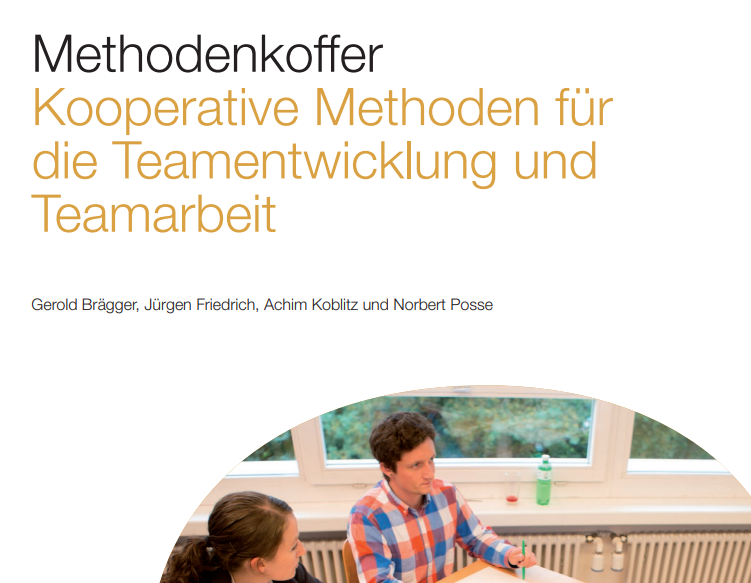 Methodenkoffer
Kooperative Methoden für
die Teamentwicklung und
Teamarbeit
Gerold Brägger, Jürgen Friedrich, Achim Koblitz und Norbert Posse